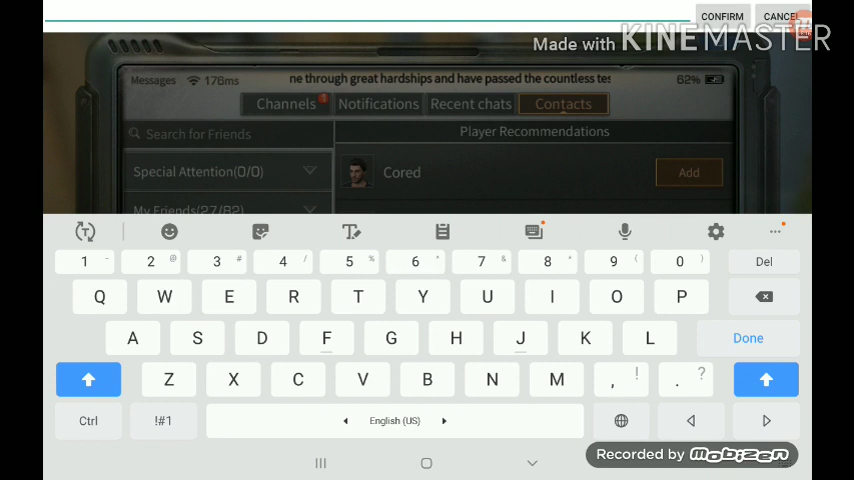 CONFIRM CANCEL
Made with KINEMASTER
Messages 178ms ne through great hardships and have passed the countless tes 62%
Channels 1 Notifications Recent chats Contacts
Search for Friends Player Recommendations
Special Attention(0/0) Cored Add
My Friends(27/82)
1 - 2 @ 3 # 4 / 5 % 6 ^ 7 & 8 * 9 ( 0 ) Del
Q W E R T Y U I O P
A S D F G H J K L Done
Z X C V B N M , ! . ?
Ctrl !#1 English (US)
Recorded by Mobizen